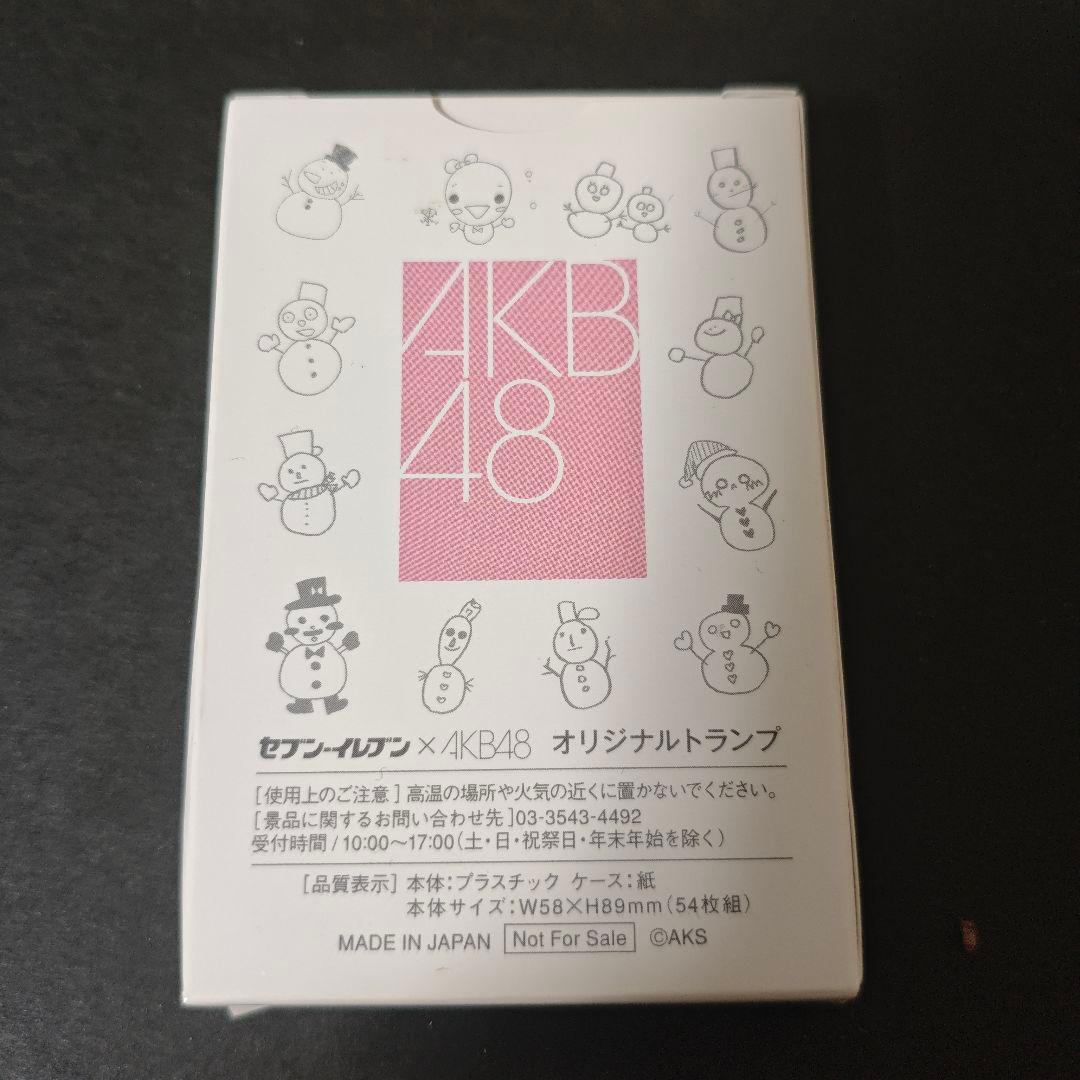 AKB
48
セブン-イレブン×AKB48 オリジナルトランプ
[使用上のご注意]高温の場所や火気の近くに置かないでください。
[景品に関するお問い合わせ先]03-3543-4492
受付時間/10:00〜17:00(土・日・祝祭日・年末年始を除く)
[品質表示]本体:プラスチック ケース:紙
本体サイズ:W58×H89mm(54枚組)
MADE IN JAPAN Not For Sale ©AKS